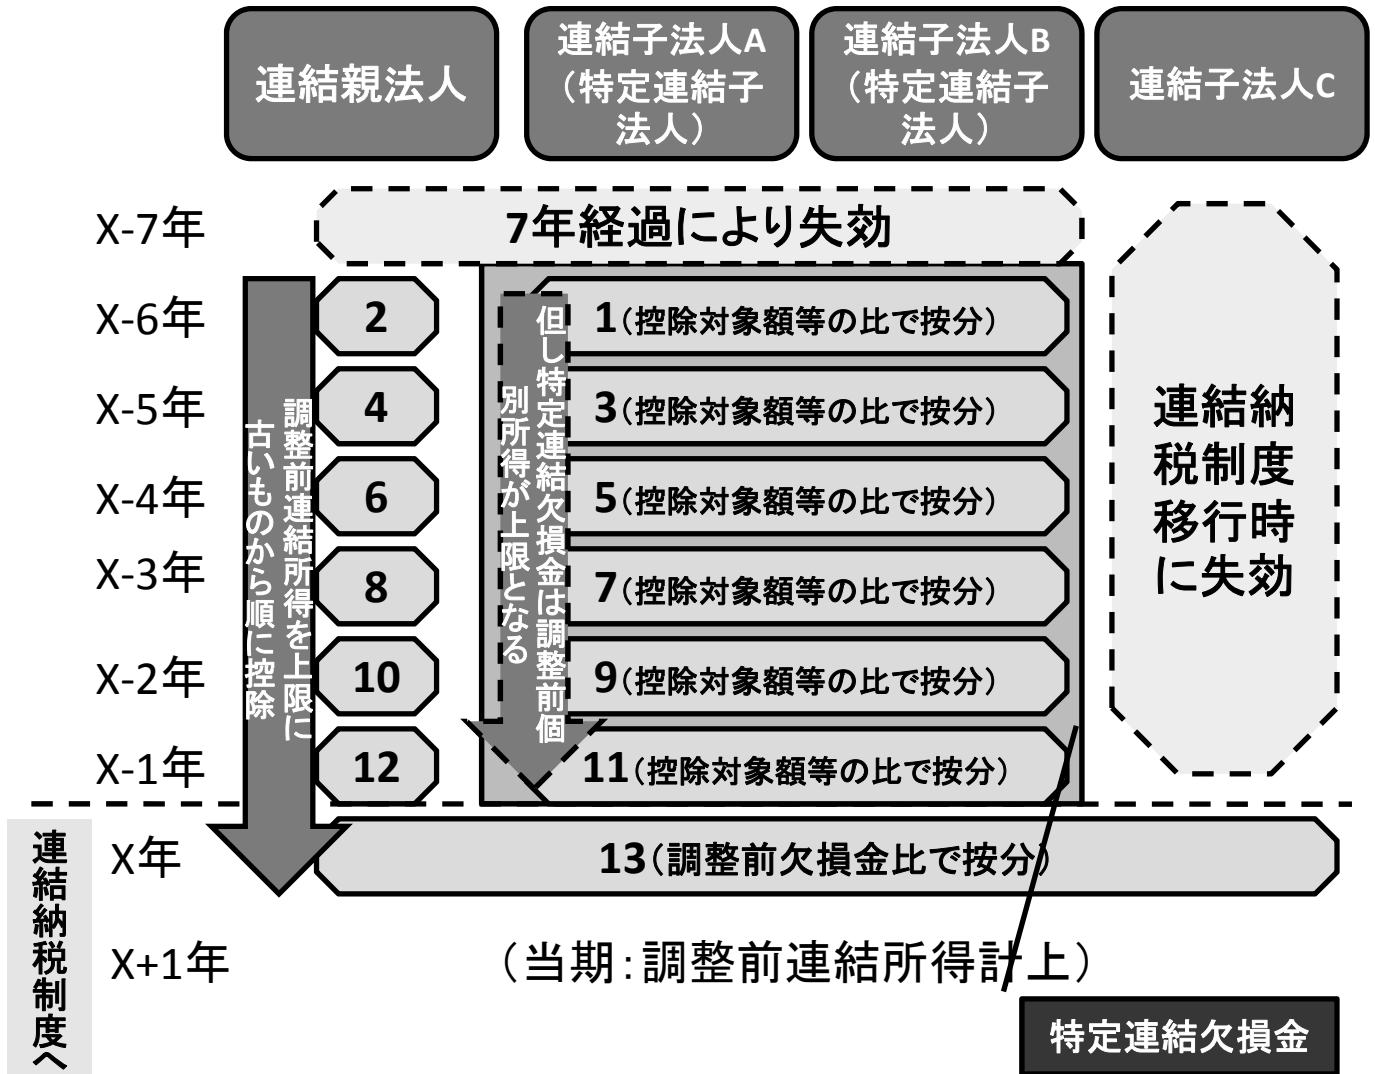 連結親法人
連結子法人A
（特定連結子
法人）
連結子法人B
（特定連結子
法人）
連結子法人C
X-7年
7年経過により失効
X-6年
2
1（控除対象額等の比で按分）
X-5年
4
3（控除対象額等の比で按分）
X-4年
6
5（控除対象額等の比で按分）
X-3年
8
7（控除対象額等の比で按分）
X-2年
10
9（控除対象額等の比で按分）
X-1年
12
11（控除対象額等の比で按分）
調整前連結所得を上限に
古いものから順に控除
但し特定連結欠損金は調整前個
別所得が上限となる
連結納
税制度
移行時
に失効
連結納税制度へ
X年
13（調整前欠損金比で按分）
X+1年
（当期：調整前連結所得計上）
特定連結欠損金